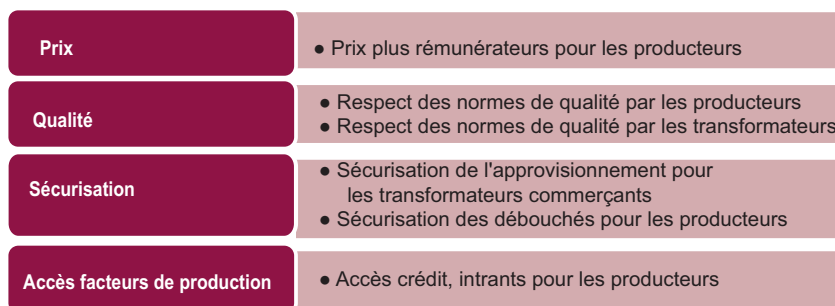 Prix
● Prix plus rémunérateurs pour les producteurs
Qualité
● Respect des normes de qualité par les producteurs
● Respect des normes de qualité par les transformateurs
Sécurisation
● Sécurisation de l'approvisionnement pour
les transformateurs commerçants
● Sécurisation des débouchés pour les producteurs
Accès facteurs de production
● Accès crédit, intrants pour les producteurs